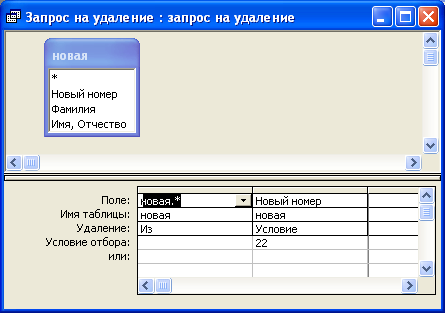 Запрос на удаление : запрос на удаление
новая
*
Новый номер
Фамилия
Имя, Отчество
Поле: новая.* Новый номер
Имя таблицы: новая новая
Удаление: Из Условие
Условие отбора: 22
или: